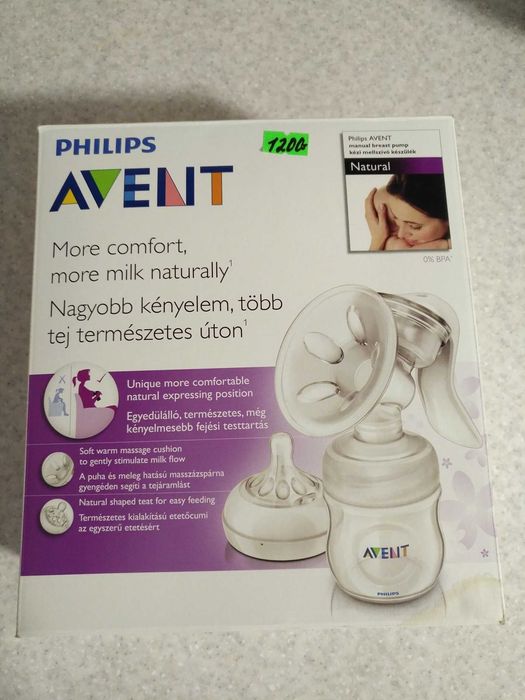 PHILIPS
AVENT
1200-
Philips AVENT
manual breast pump
kézi mellszívó készülék
Natural
0% BPA¹
More comfort,
more milk naturally¹
Nagyobb kényelem, több
tej természetes úton¹
Unique more comfortable
natural expressing position
Egyedülálló, természetes, még
kényelmesebb fejési testtartás
Soft warm massage cushion
to gently stimulate milk flow
A puha és meleg hatású masszázspárna
gyengéden segíti a tejáramlást
Natural shaped teat for easy feeding
Természetes kialakítású etetőcumi
az egyszerű etetésért
AVENT
PHILIPS